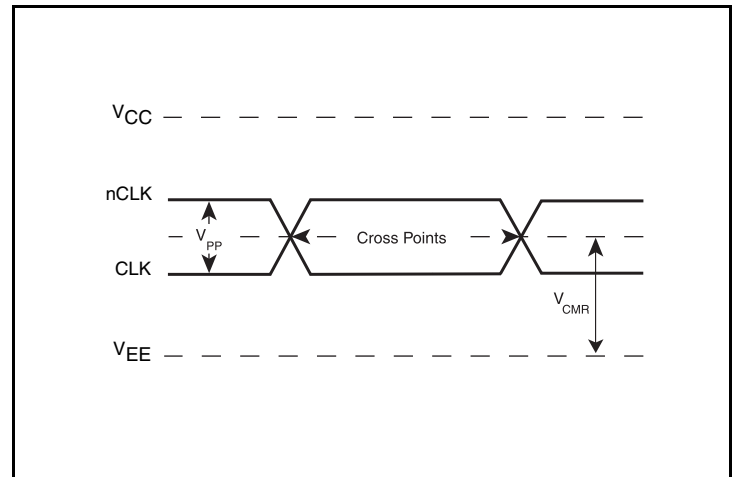 VCC
nCLK
VPP
Cross Points
CLK
VCMR
VEE